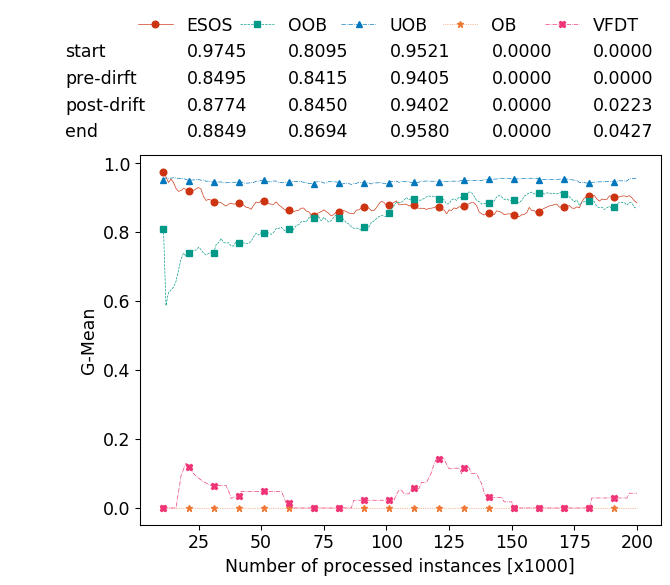 ESOS OOB UOB OB VFDT
start 0.9745 0.8095 0.9521 0.0000 0.0000
pre-dirft 0.8495 0.8415 0.9405 0.0000 0.0000
post-drift 0.8774 0.8450 0.9402 0.0000 0.0223
end 0.8849 0.8694 0.9580 0.0000 0.0427
1.0
0.8
0.6
0.4
0.2
0.0
G-Mean
25 50 75 100 125 150 175 200
Number of processed instances [x1000]